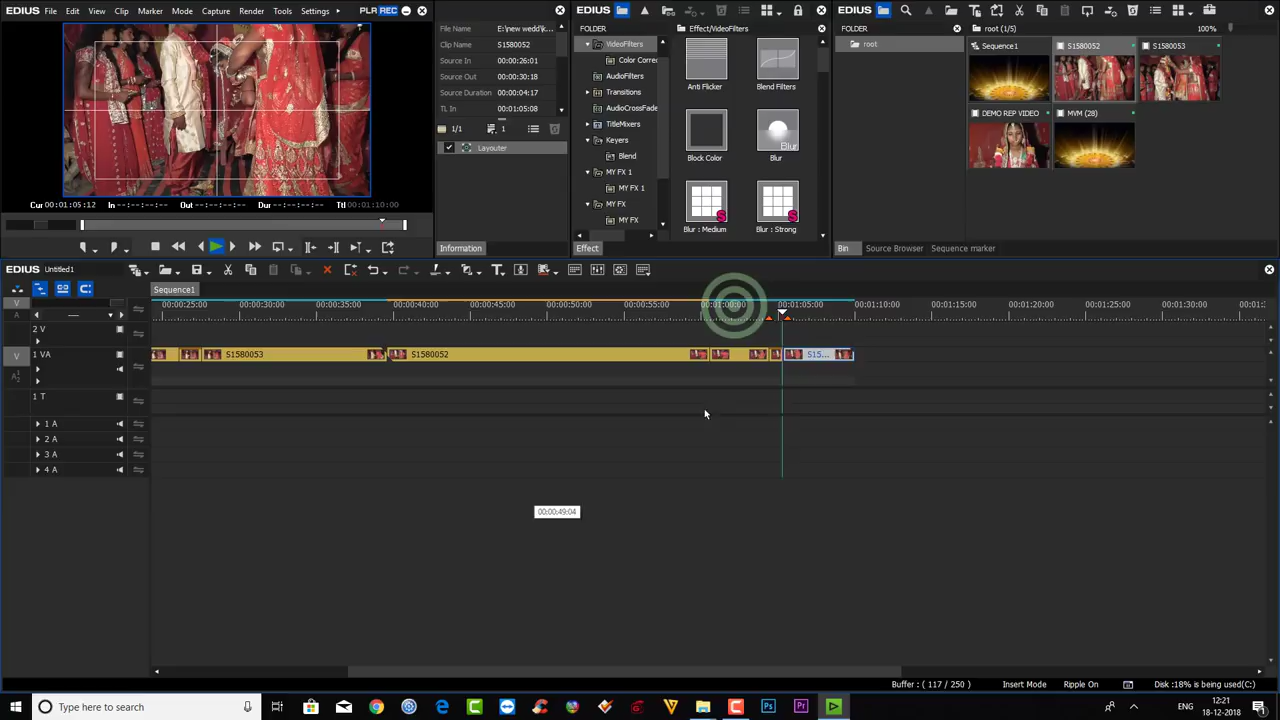 EDIUS File Edit View Clip Marker Mode Capture Render Tools Settings PLR REC
Cur 00:01:05:12 In --:--:--:-- Out --:--:--:-- Dur --:--:--:-- Ttl 00:01:10:00
File Name E:\new wedd\k...
Clip Name S1580052
Source In 00:00:26:01
Source Out 00:00:30:18
Source Duration 00:00:04:17
TL In 00:01:05:08
1/1 1
Layouter
Information
FOLDER
VideoFilters
Color Correc
AudioFilters
Transitions
AudioCrossFade
TitleMixers
Keyers
Blend
MY FX 1
MY FX 1
MY FX
MY FX
Effect/VideoFilters
Anti Flicker Blend Filters
Block Color Blur
Blur
Blur : Medium Blur : Strong
Effect
EDIUS
FOLDER root (1/5) 100%
root
Sequence1 S1580052 S1580053
DEMO REP VIDEO MVM (28)
Bin Source Browser Sequence marker
EDIUS Untitled1
Sequence1
00:00:25:00 00:00:30:00 00:00:35:00 00:00:40:00 00:00:45:00 00:00:50:00 00:00:55:00 00:01:00:00 00:01:05:00 00:01:10:00 00:01:15:00 00:01:20:00 00:01:25:00 00:01:30:00
V
A
2 V
V 1 VA S1580053 S1580052 S15...
A12
1 T
1 A
2 A
3 A
4 A
00:00:49:04
Buffer : ( 117 / 250 ) Insert Mode Ripple On Disk :18% is being used(C:)
Type here to search
ENG
12:21
18-12-2018